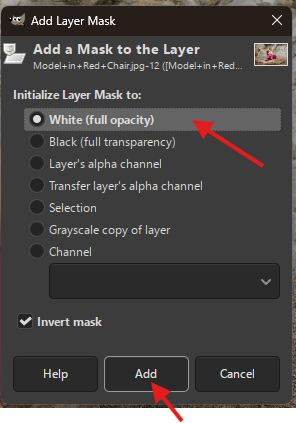 Add Layer Mask
Add a Mask to the Layer
Model+in+Red+Chair.jpg-12 ([Model+in+Red...
Initialize Layer Mask to:
White (full opacity)
Black (full transparency)
Layer's alpha channel
Transfer layer's alpha channel
Selection
Grayscale copy of layer
Channel
Invert mask
Help
Add
Cancel